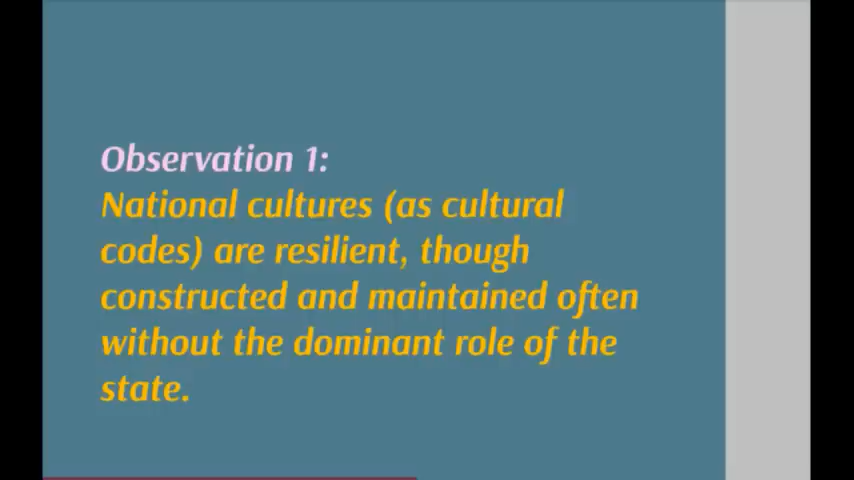 Observation 1:
National cultures (as cultural
codes) are resilient, though
constructed and maintained often
without the dominant role of the
state.